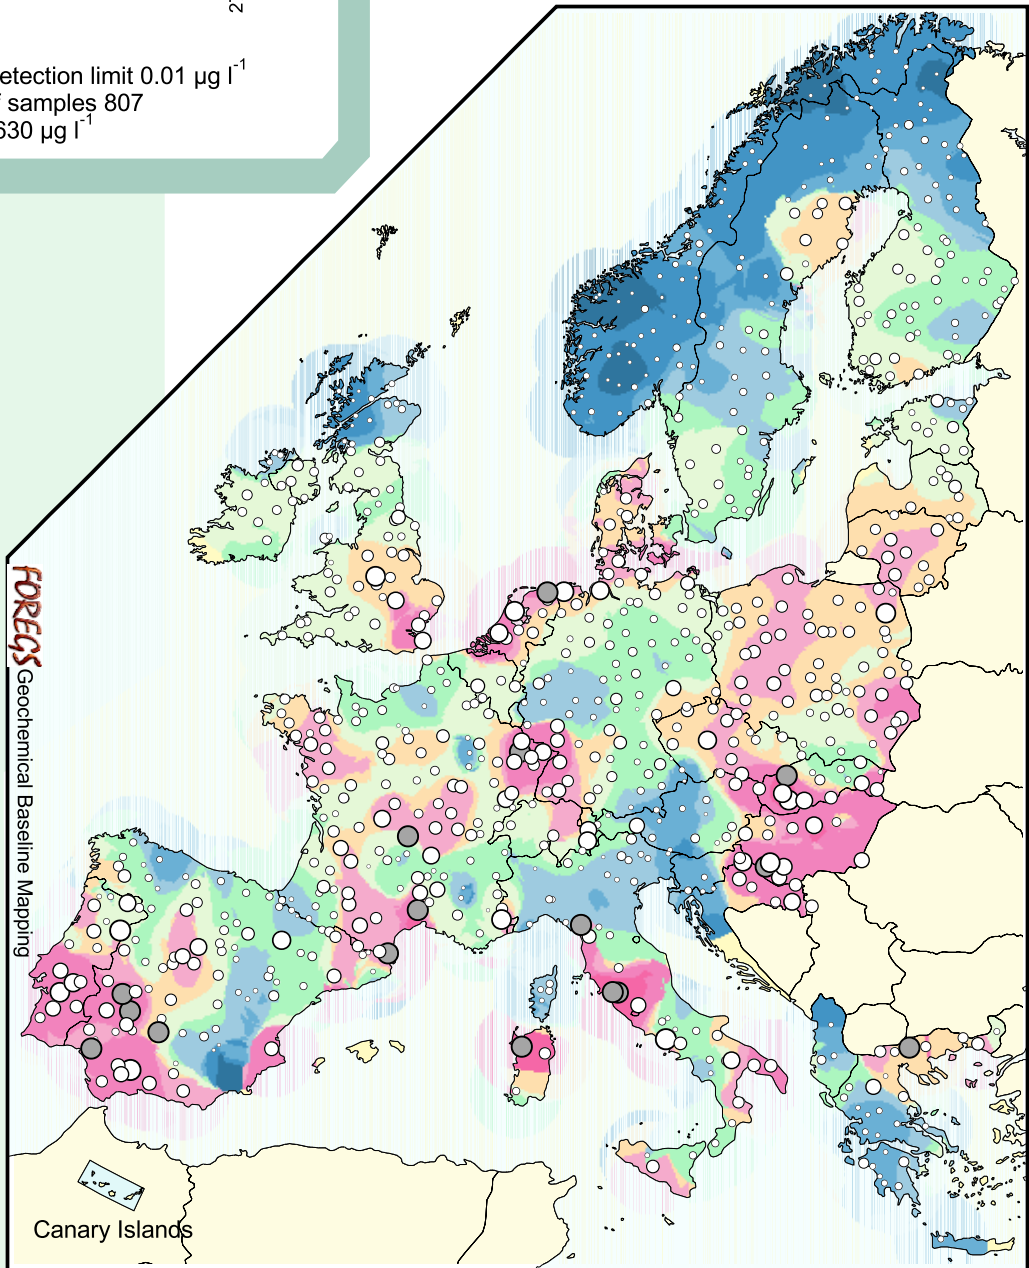 etection limit 0.01 µg l-1
samples 807
630 µg l-1
FOREGS Geochemical Baseline Mapping
Canary Islands